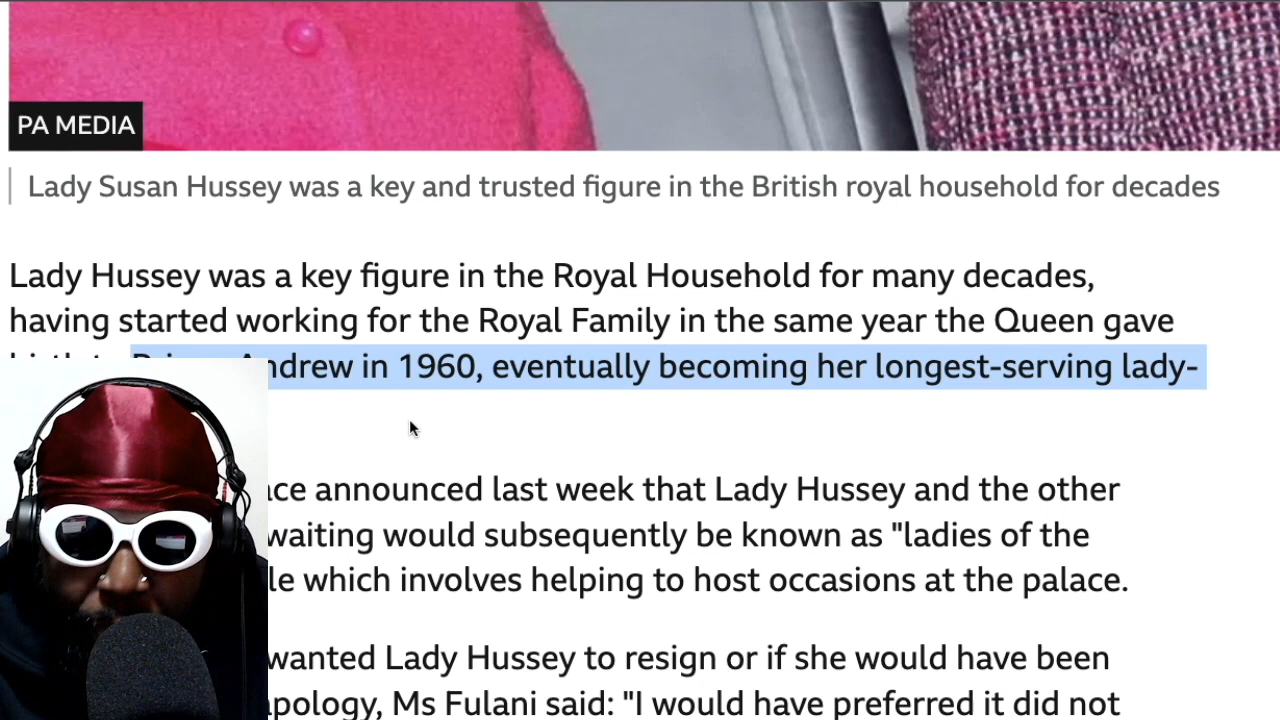 PA MEDIA
Lady Susan Hussey was a key and trusted figure in the British royal household for decades
Lady Hussey was a key figure in the Royal Household for many decades,
having started working for the Royal Family in the same year the Queen gave
Andrew in 1960, eventually becoming her longest-serving lady-
announced last week that Lady Hussey and the other
waiting would subsequently be known as "ladies of the
which involves helping to host occasions at the palace.
wanted Lady Hussey to resign or if she would have been
apology, Ms Fulani said: "I would have preferred it did not